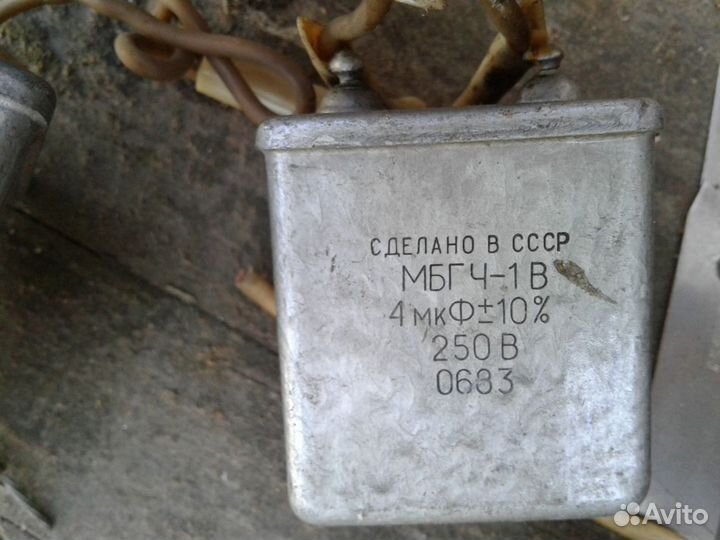 СДЕЛАНО В СССР
МБГЧ-1 В
4 мкФ±10%
250 В
0683
Avito